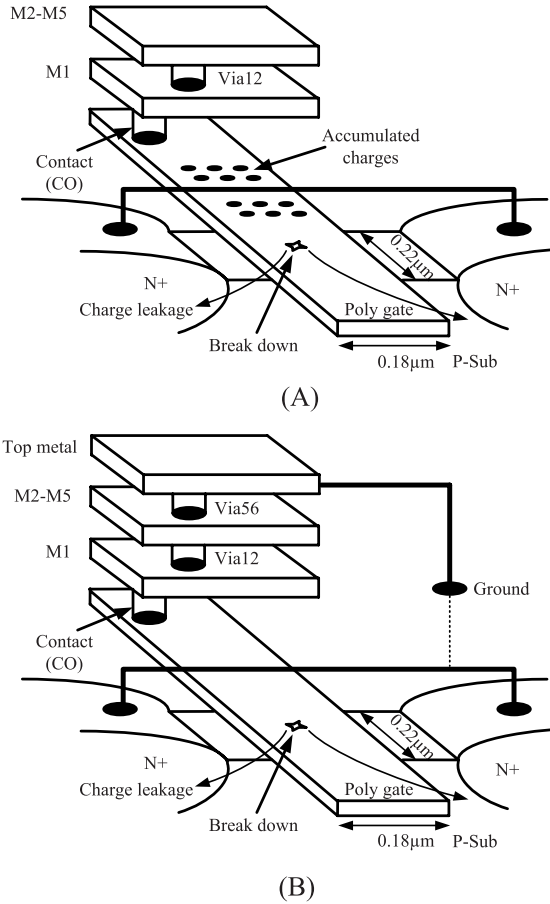 M2-M5
Via12
M1
Accumulated
charges
Contact
(CO)
0.22μm
N+
N+
Charge leakage
Poly gate
Break down
0.18μm
P-Sub
(A)
Top metal
M2-M5
Via56
M1
Via12
Ground
Contact
(CO)
0.22μm
N+
N+
Charge leakage
Poly gate
Break down
0.18μm
P-Sub
(B)